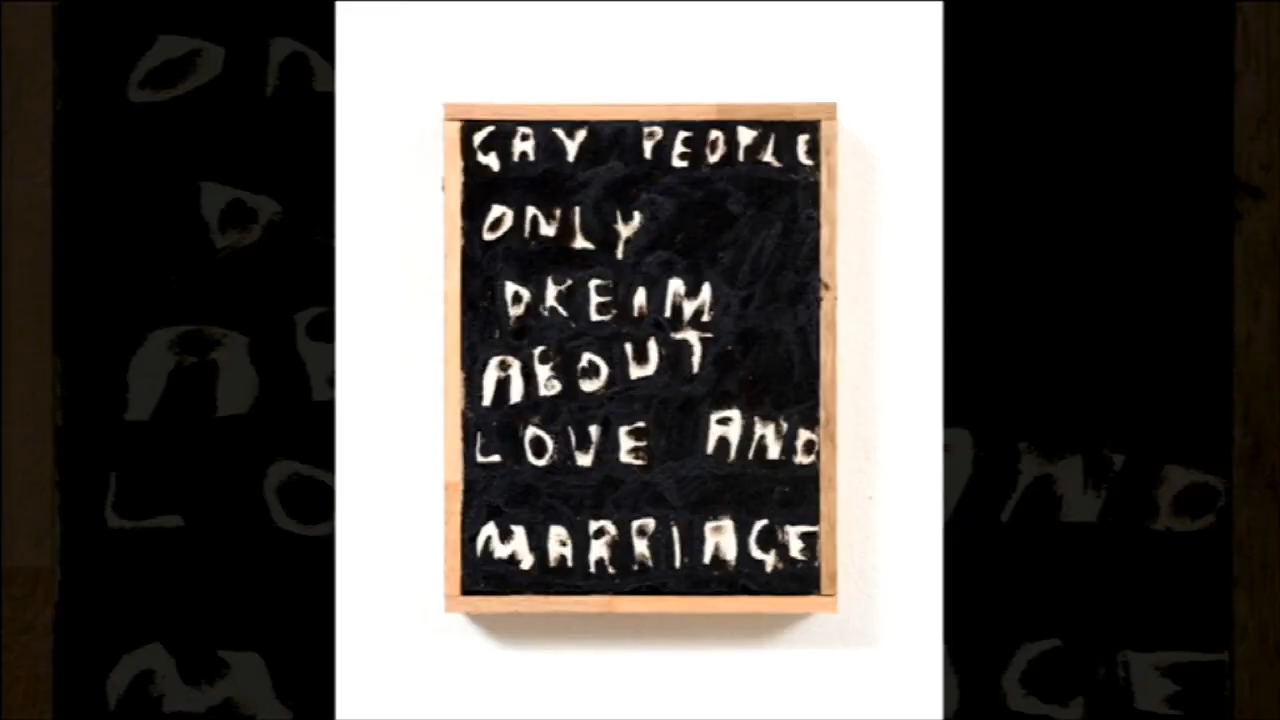 GAY PEOPLE
ONLY
DREAM
ABOUT
LOVE AND
MARRIAGE